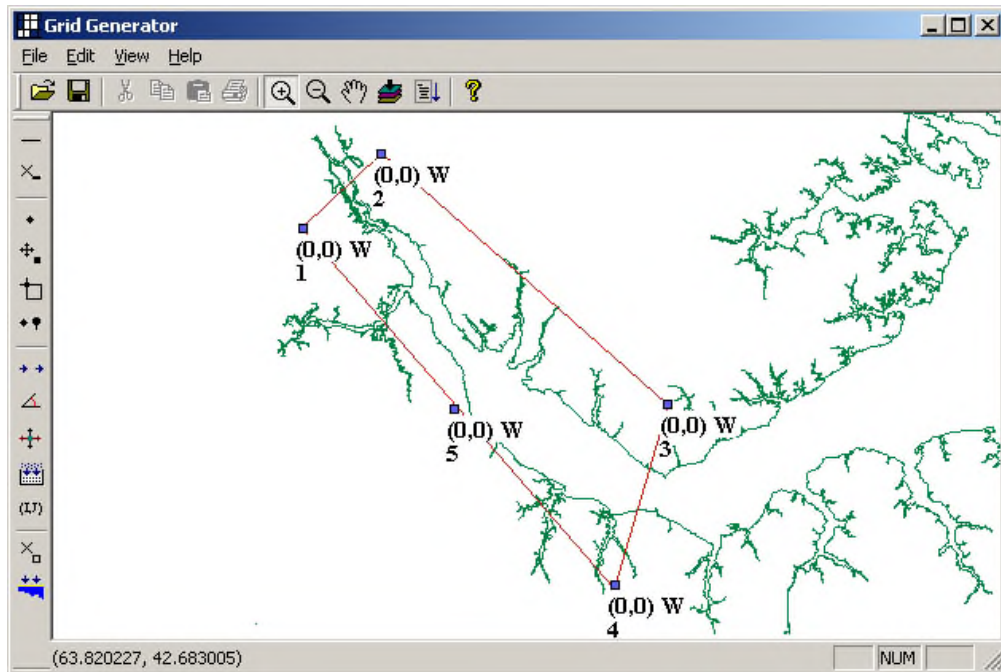 Grid Generator
File Edit View Help
(0,0) W
2
(0,0) W
1
(0,0) W
3
(0,0) W
5
(0,0) W
4
(I,J)
(63.820227, 42.683005)
NUM